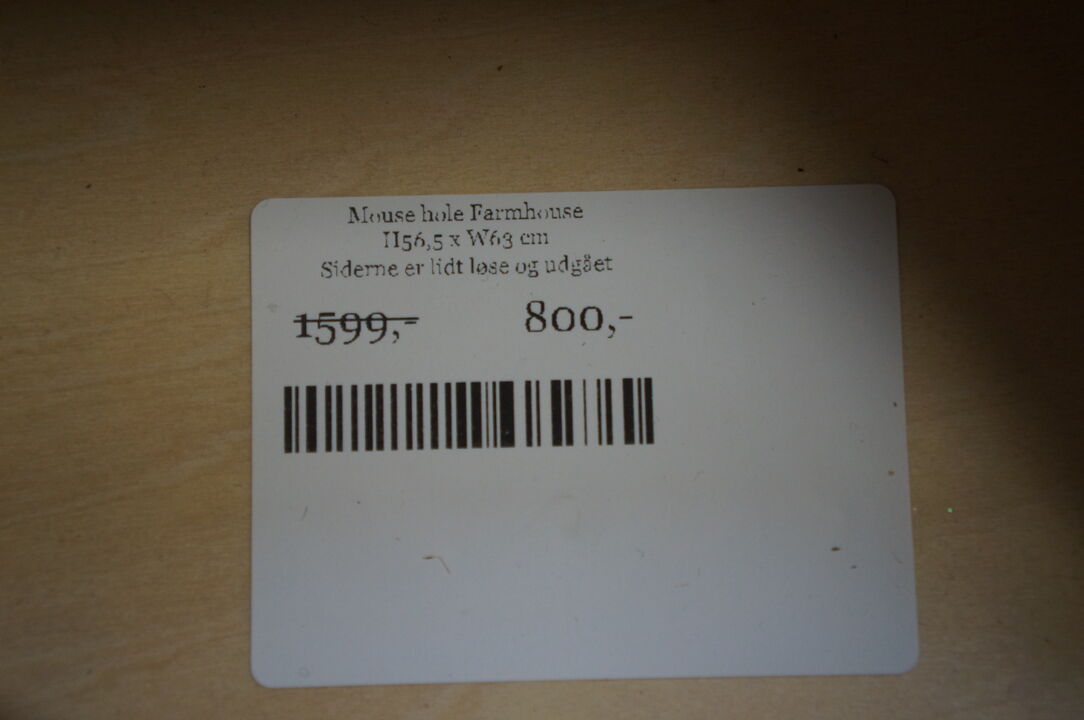 Mouse hole Farmhouse
H56,5 x W63 cm
Siderne er lidt løse og udgået
1599,- 800,-